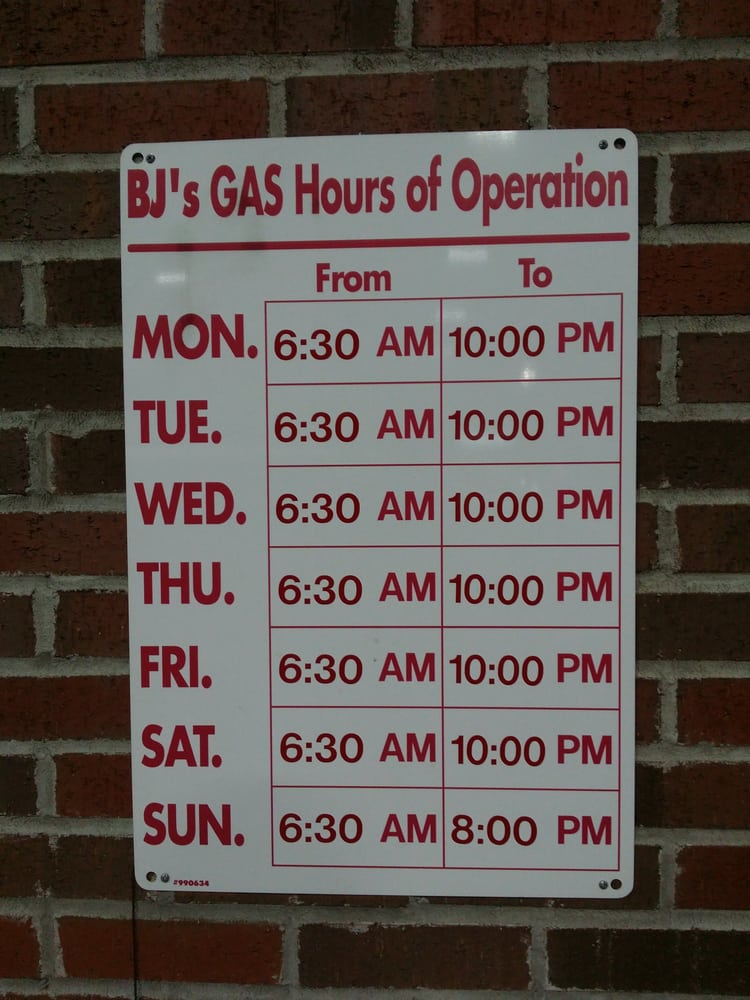 BJ's GAS Hours of Operation
From To
MON. 6:30 AM 10:00 PM
TUE. 6:30 AM 10:00 PM
WED. 6:30 AM 10:00 PM
THU. 6:30 AM 10:00 PM
FRI. 6:30 AM 10:00 PM
SAT. 6:30 AM 10:00 PM
SUN. 6:30 AM 8:00 PM
#990634